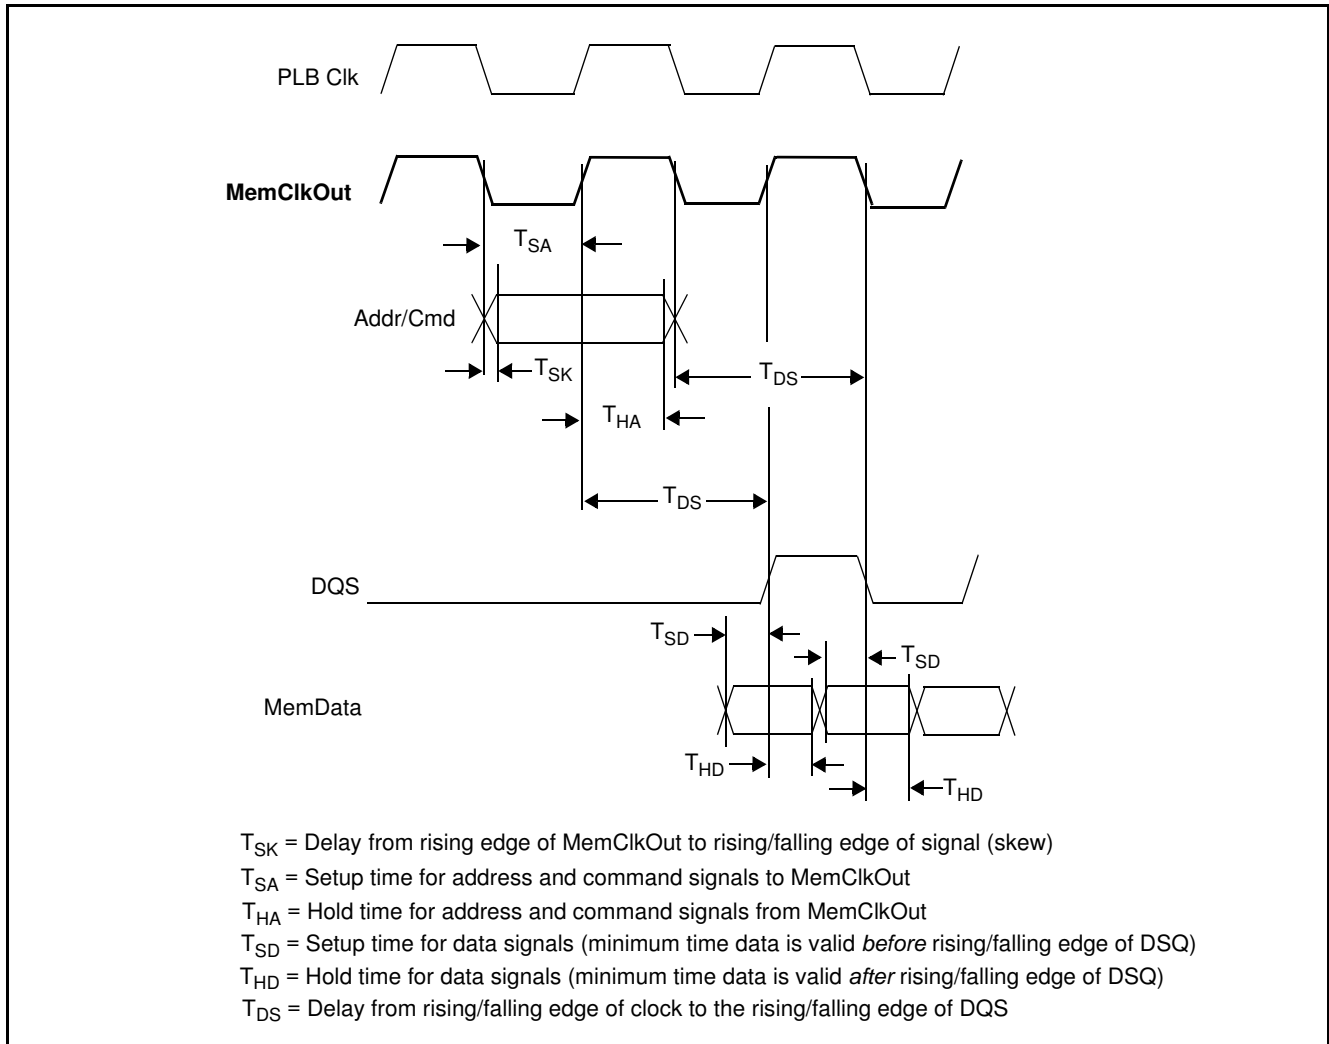 PLB Clk
MemClkOut
TSA
Addr/Cmd
TSK
TDS
THA
TDS
DQS
TSD
TSD
MemData
THD
THD
TSK = Delay from rising edge of MemClkOut to rising/falling edge of signal (skew)
TSA = Setup time for address and command signals to MemClkOut
THA = Hold time for address and command signals from MemClkOut
TSD = Setup time for data signals (minimum time data is valid before rising/falling edge of DSQ)
THD = Hold time for data signals (minimum time data is valid after rising/falling edge of DSQ)
TDS = Delay from rising/falling edge of clock to the rising/falling edge of DQS